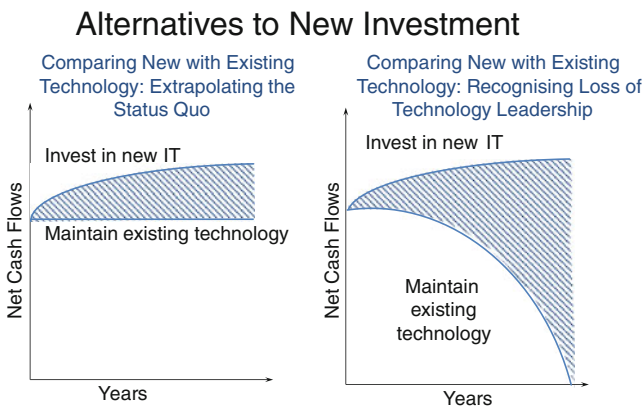 Alternatives to New Investment
Comparing New with Existing
Technology: Extrapolating the
Status Quo
Invest in new IT
Maintain existing technology
Net Cash Flows
Years
Comparing New with Existing
Technology: Recognising Loss of
Technology Leadership
Invest in new IT
Maintain
existing
technology
Net Cash Flows
Years